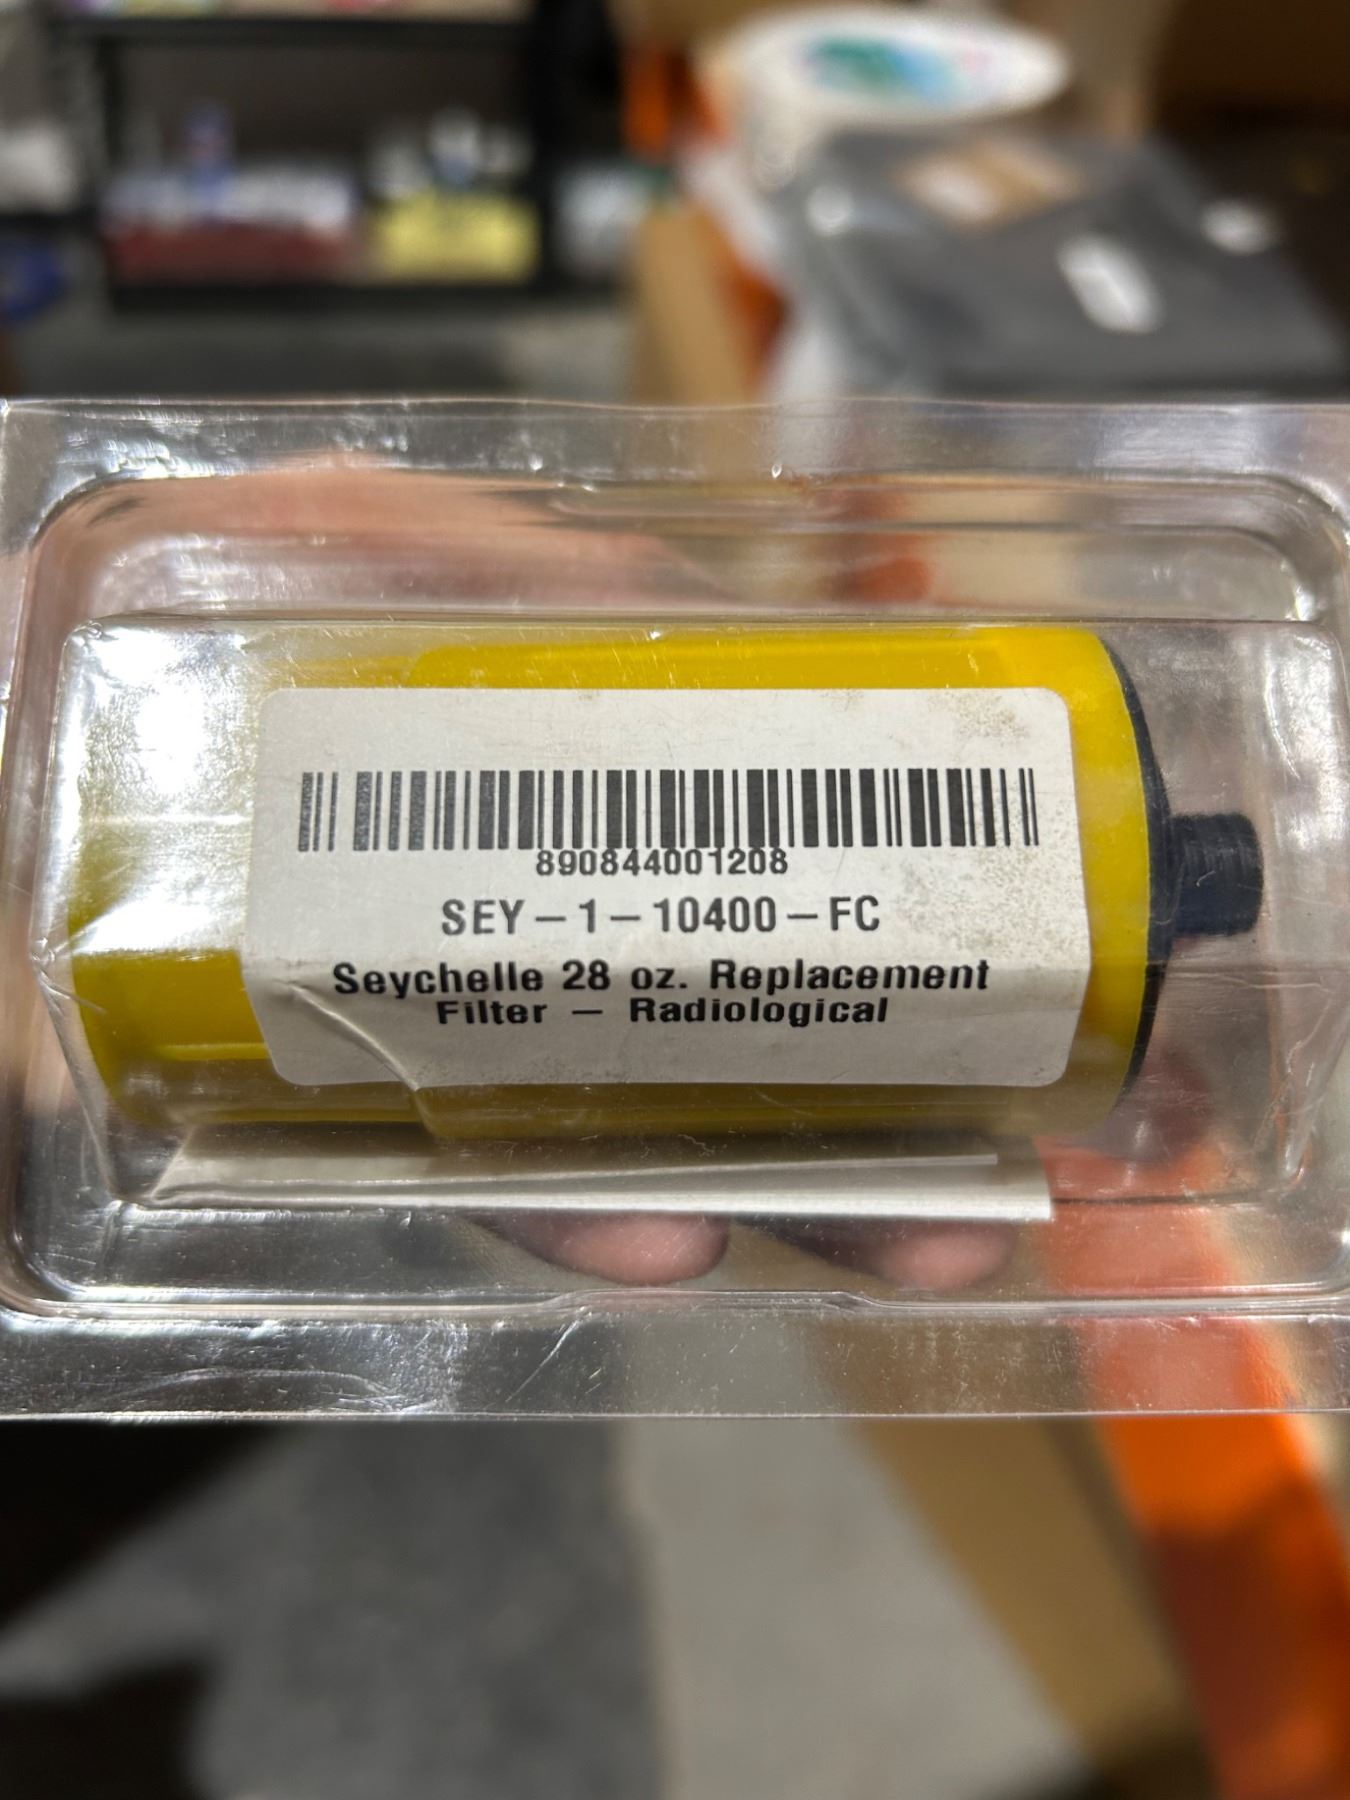 890844001208
SEY-1-10400-FC
Seychelle 28 oz. Replacement
Filter - Radiological